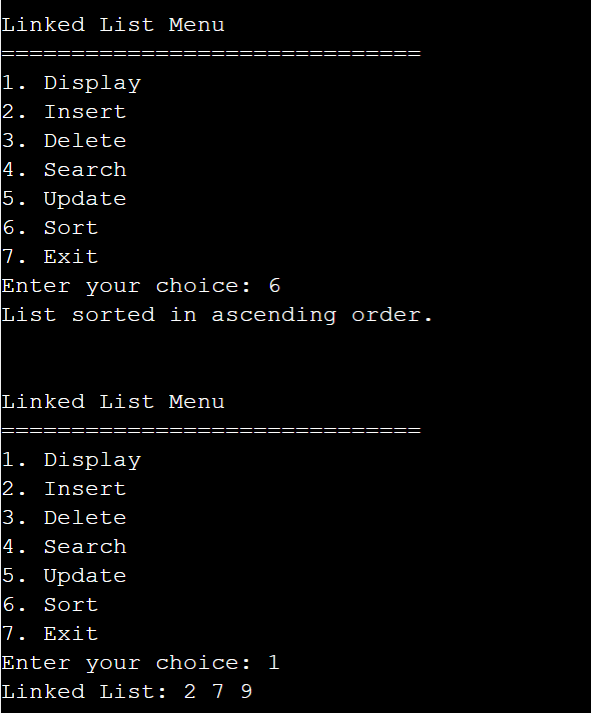 Linked List Menu
==============================
1. Display
2. Insert
3. Delete
4. Search
5. Update
6. Sort
7. Exit
Enter your choice: 6
List sorted in ascending order.
Linked List Menu
==============================
1. Display
2. Insert
3. Delete
4. Search
5. Update
6. Sort
7. Exit
Enter your choice: 1
Linked List: 2 7 9